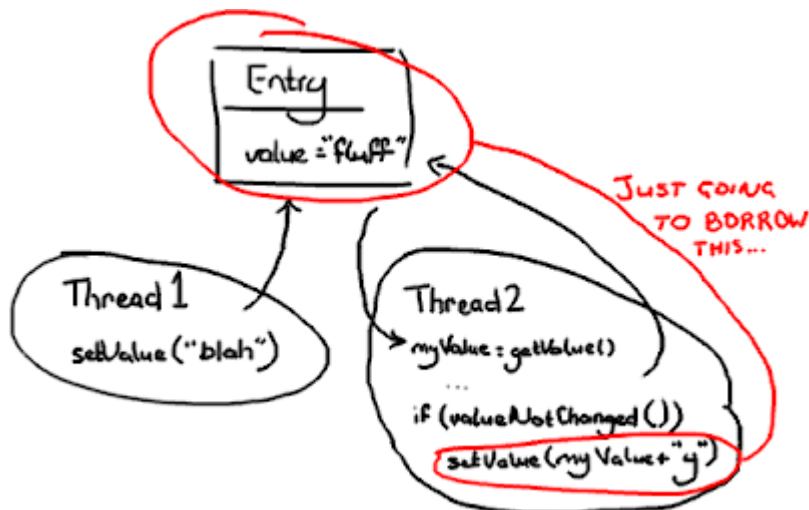 Entry
value="fluff"
JUST GOING
TO BORROW
THIS...
Thread 1
setValue("blah")
Thread 2
myValue=getValue()
...
if (valueNotChanged())
setValue(myValue+"y")